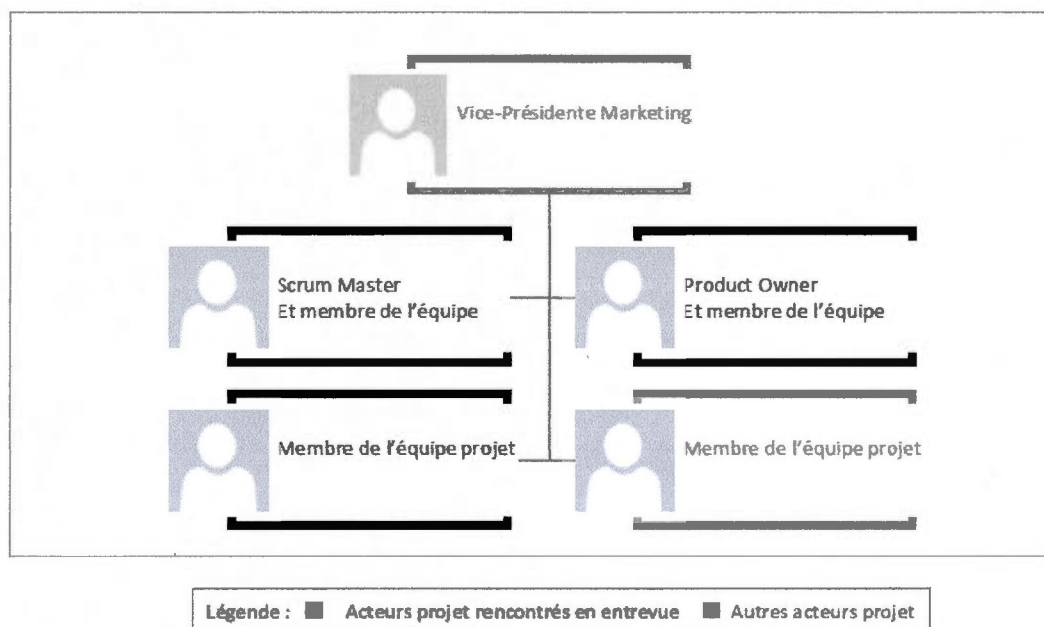 Vice-Présidente Marketing
Scrum Master
Et membre de l'équipe
Product Owner
Et membre de l'équipe
Membre de l'équipe projet
Membre de l'équipe projet
Légende : Acteurs projet rencontrés en entrevue Autres acteurs projet